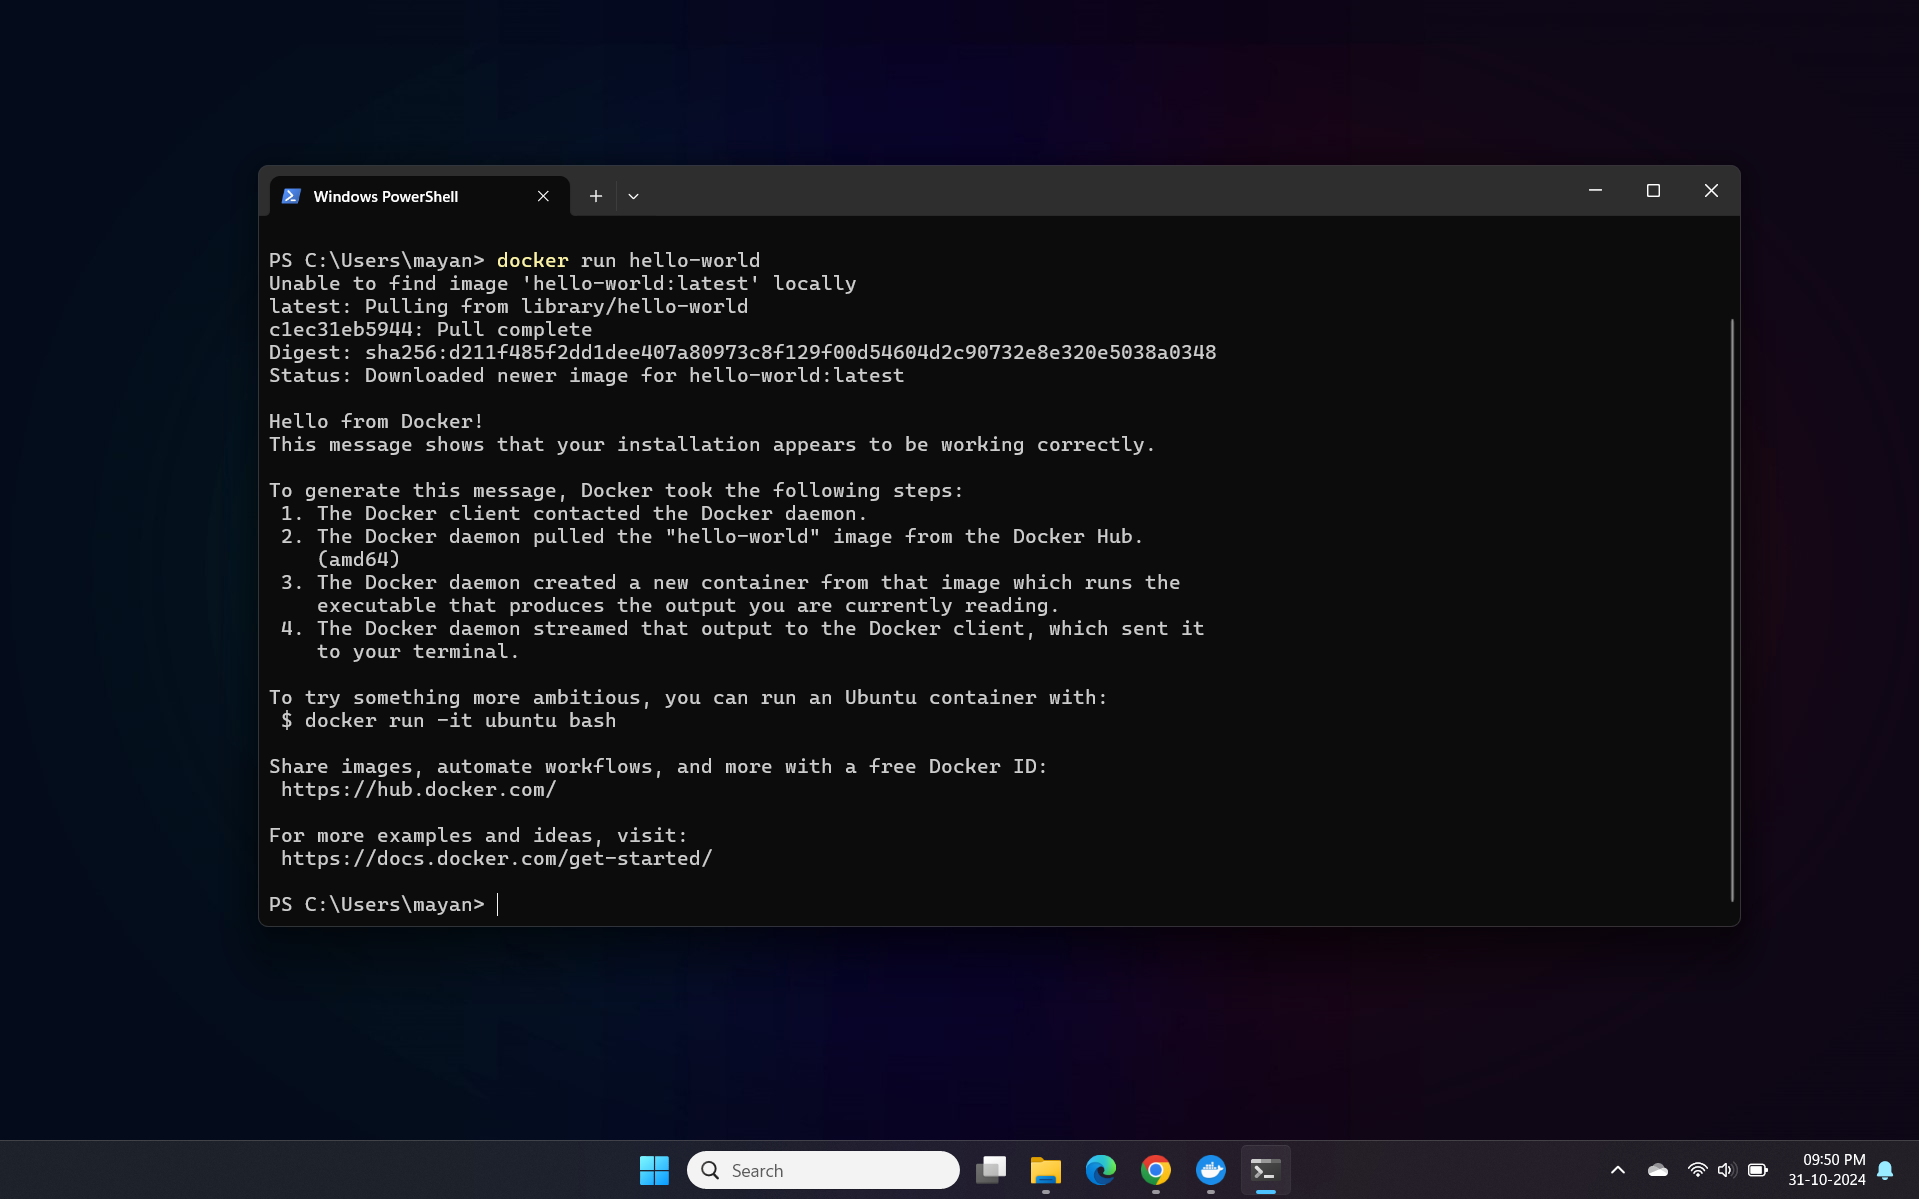 Windows PowerShell
PS C:\Users\mayan> docker run hello-world
Unable to find image 'hello-world:latest' locally
latest: Pulling from library/hello-world
c1ec31eb5944: Pull complete
Digest: sha256:d211f485f2dd1dee407a80973c8f129f00d54604d2c90732e8e320e5038a0348
Status: Downloaded newer image for hello-world:latest
Hello from Docker!
This message shows that your installation appears to be working correctly.
To generate this message, Docker took the following steps:
1. The Docker client contacted the Docker daemon.
2. The Docker daemon pulled the "hello-world" image from the Docker Hub.
(amd64)
3. The Docker daemon created a new container from that image which runs the
executable that produces the output you are currently reading.
4. The Docker daemon streamed that output to the Docker client, which sent it
to your terminal.
To try something more ambitious, you can run an Ubuntu container with:
$ docker run -it ubuntu bash
Share images, automate workflows, and more with a free Docker ID:
https://hub.docker.com/
For more examples and ideas, visit:
https://docs.docker.com/get-started/
PS C:\Users\mayan>
Search
09:50 PM
31-10-2024